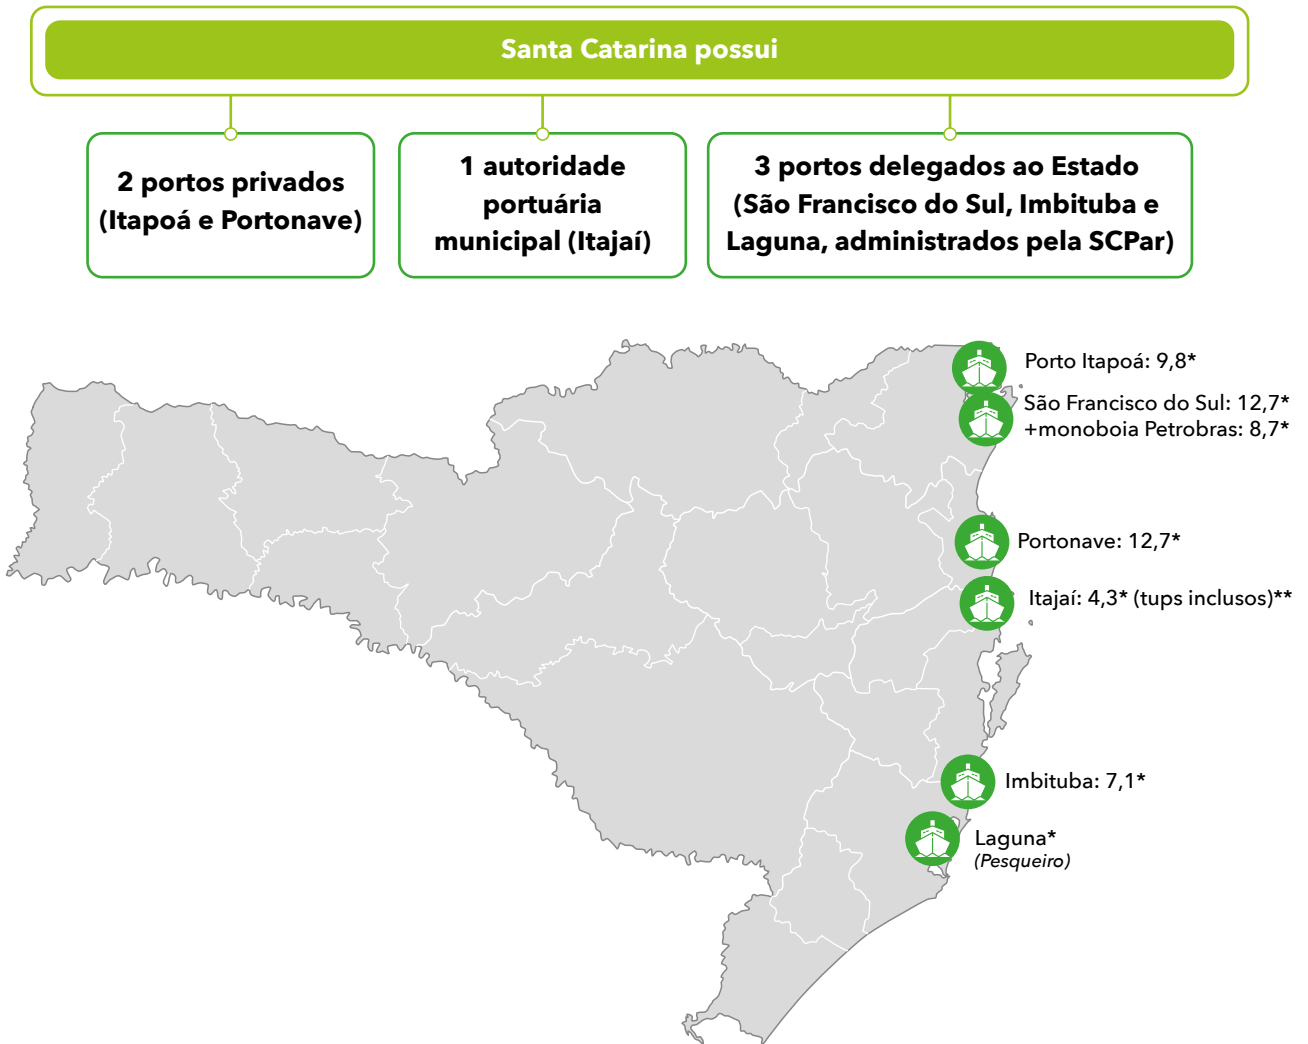 Santa Catarina possui
2 portos privados
(Itapoá e Portonave)
1 autoridade
portuária
municipal (Itajaí)
3 portos delegados ao Estado
(São Francisco do Sul, Imbituba e
Laguna, administrados pela SCPar)
Porto Itapoá: 9,8*
São Francisco do Sul: 12,7*
+monoboia Petrobras: 8,7*
Portonave: 12,7*
Itajaí: 4,3* (tups inclusos)**
Imbituba: 7,1*
Laguna*
(Pesqueiro)